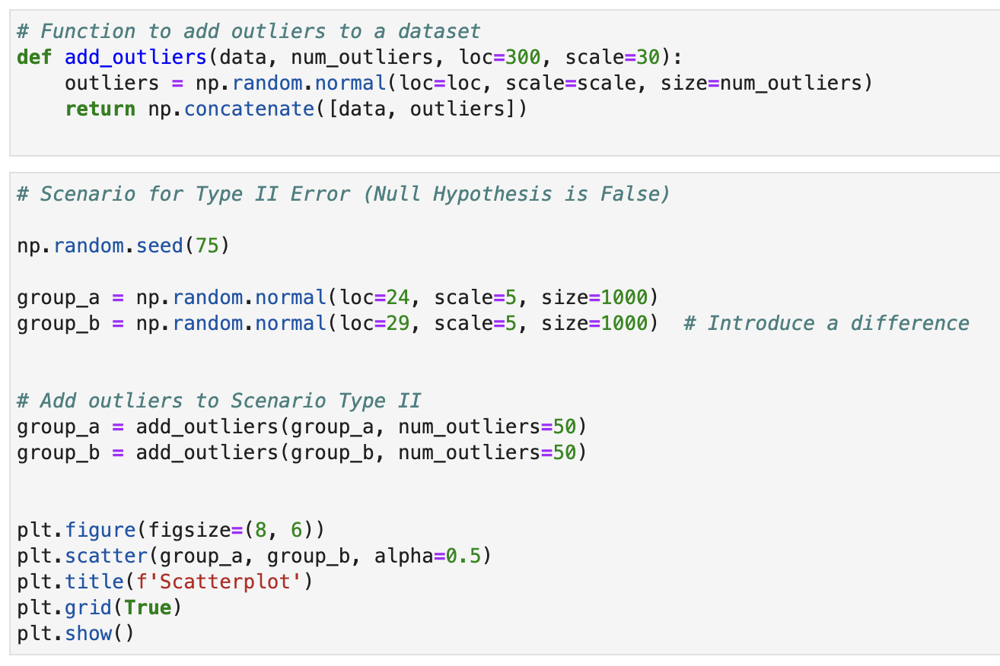 # Function to add outliers to a dataset
def add_outliers(data, num_outliers, loc=300, scale=30):
    outliers = np.random.normal(loc=loc, scale=scale, size=num_outliers)
    return np.concatenate([data, outliers])
# Scenario for Type II Error (Null Hypothesis is False)
np.random.seed(75)
group_a = np.random.normal(loc=24, scale=5, size=1000)
group_b = np.random.normal(loc=29, scale=5, size=1000)  # Introduce a difference
# Add outliers to Scenario Type II
group_a = add_outliers(group_a, num_outliers=50)
group_b = add_outliers(group_b, num_outliers=50)
plt.figure(figsize=(8, 6))
plt.scatter(group_a, group_b, alpha=0.5)
plt.title(f'Scatterplot')
plt.grid(True)
plt.show()